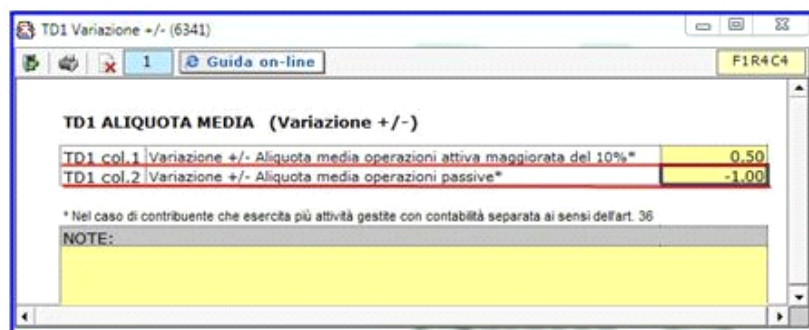 TD1 Variazione +/- (6341)
1 Guida on-line F1R4C4
TD1 ALIQUOTA MEDIA (Variazione +/-)
TD1 col.1 Variazione +/- Aliquota media operazioni attiva maggiorata del 10%* 0.50
TD1 col.2 Variazione +/- Aliquota media operazioni passive* -1.00
* Nel caso di contribuente che esercita più attività gestite con contabilità separata ai sensi dell'art. 36
NOTE: